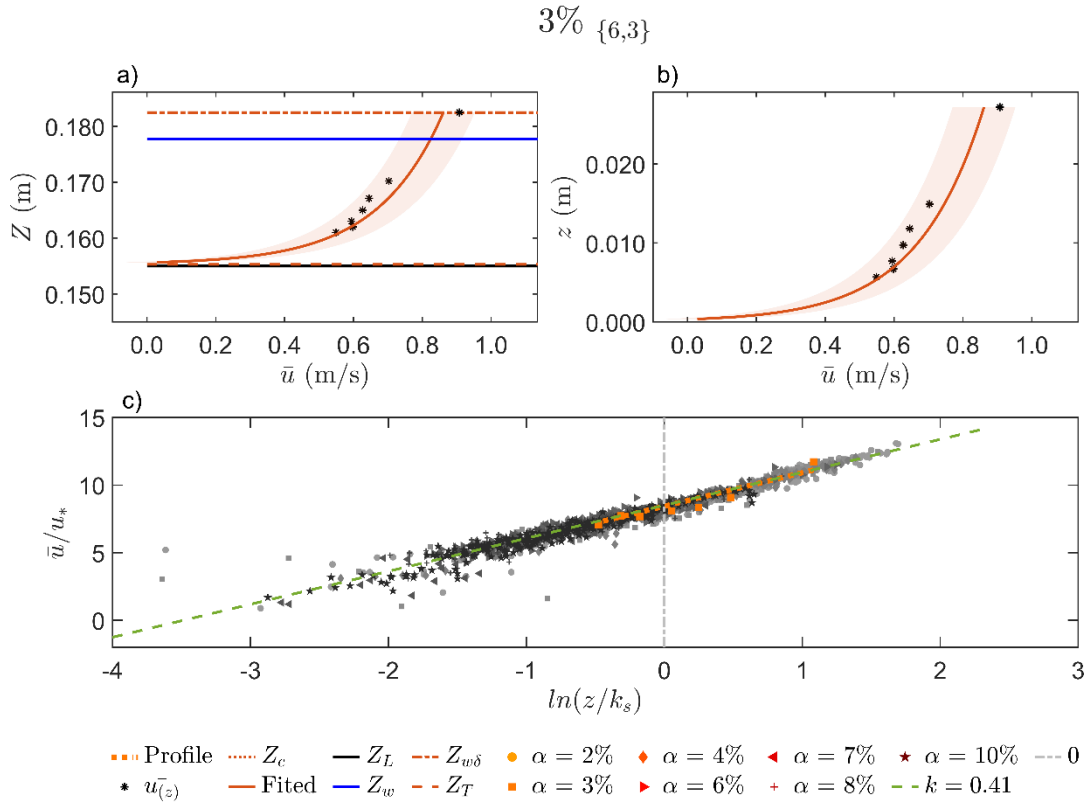 3% {6,3}
a)
b)
0.180
0.170
0.160
0.150
Z (m)
0.0 0.2 0.4 0.6 0.8 1.0
ū (m/s)
0.020
0.010
0.000
z (m)
0.0 0.2 0.4 0.6 0.8 1.0
ū (m/s)
c)
15
10
5
0
ū/u*
-4 -3 -2 -1 0 1 2 3
ln(z/ks)
Profile Zc ZL Zwδ α = 2% α = 4% α = 7% α = 10% 0
ū(z) Fited Zw ZT α = 3% α = 6% α = 8% k = 0.41